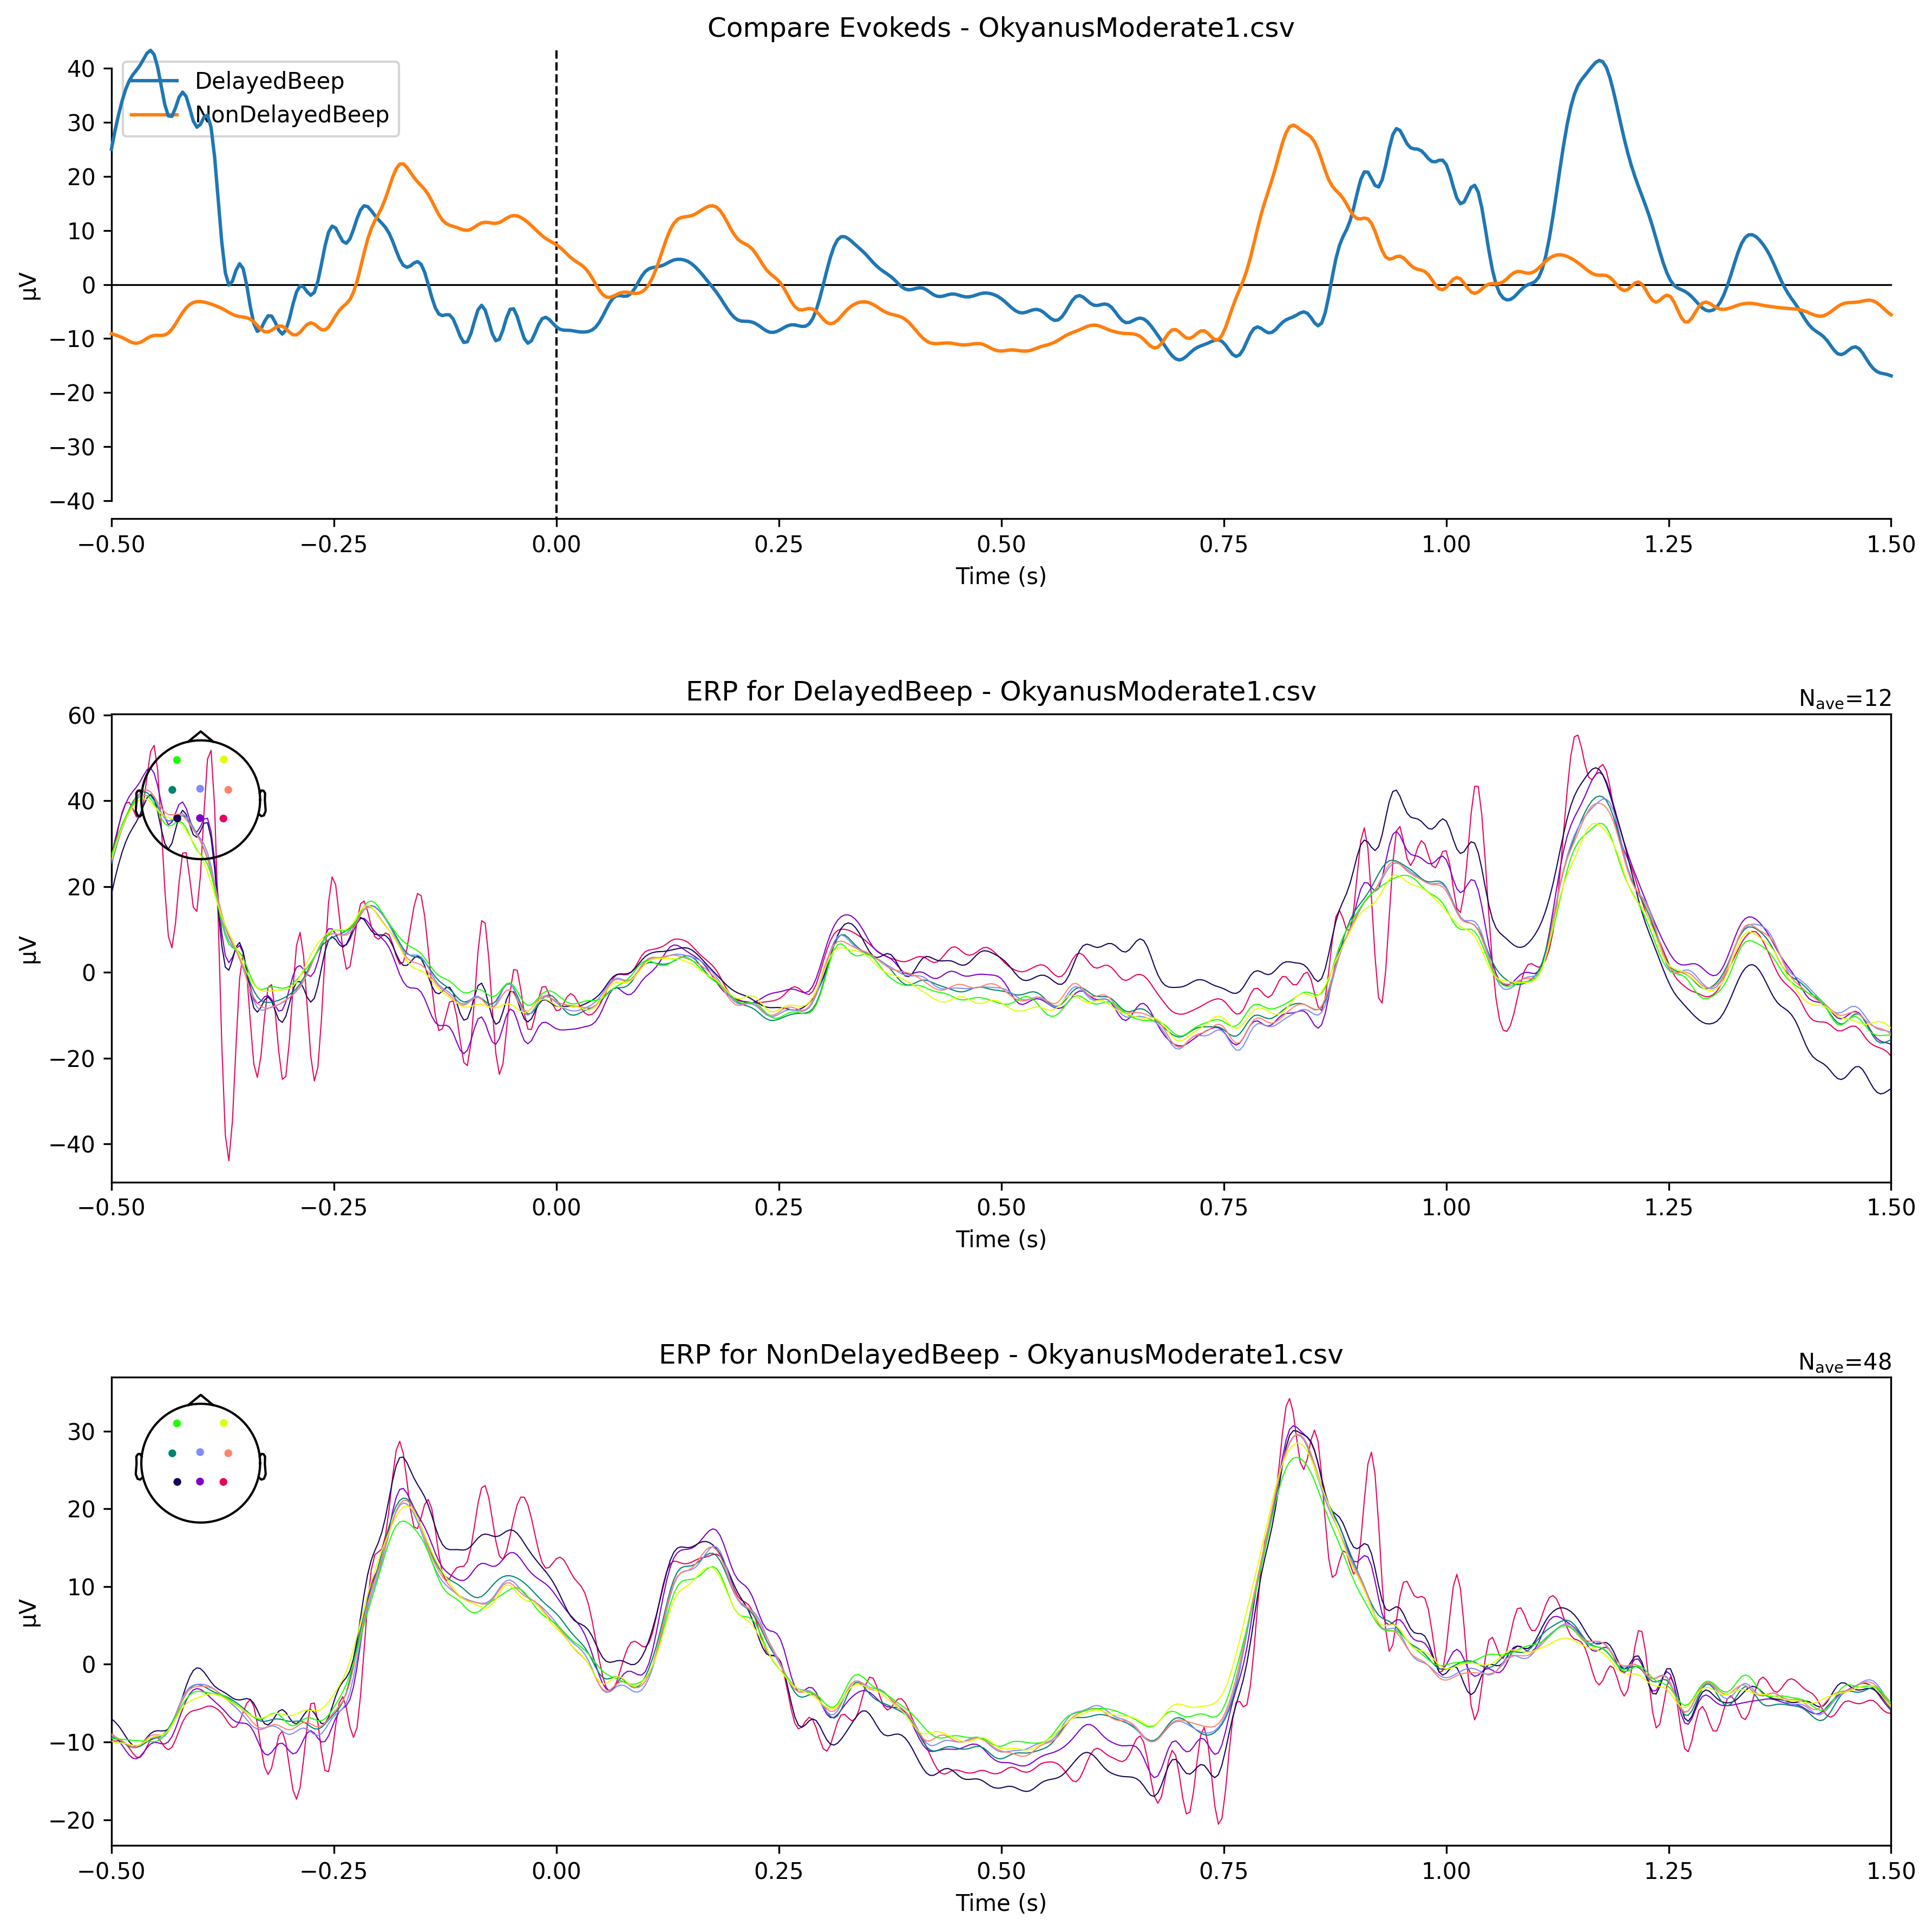 Compare Evokeds - OkyanusModerate1.csv
40
30
20
10
0
−10
−20
−30
−40
µV
DelayedBeep
NonDelayedBeep
−0.50 −0.25 0.00 0.25 0.50 0.75 1.00 1.25 1.50
Time (s)
ERP for DelayedBeep - OkyanusModerate1.csv
Nave=12
60
40
20
0
−20
−40
µV
−0.50 −0.25 0.00 0.25 0.50 0.75 1.00 1.25 1.50
Time (s)
ERP for NonDelayedBeep - OkyanusModerate1.csv
Nave=48
30
20
10
0
−10
−20
µV
−0.50 −0.25 0.00 0.25 0.50 0.75 1.00 1.25 1.50
Time (s)